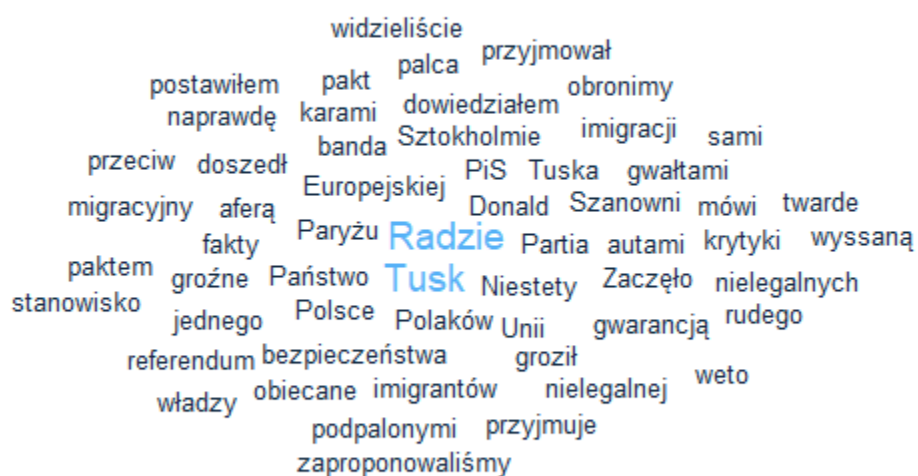 widzieliście
palca przyjmował
postawiłem pakt obronimy
naprawdę karami dowiedziałem
banda Sztokholmie imigracji sami
przeciw doszedł PiS Tuska gwałtami
Europejskiej
migracyjny aferą Donald Szanowni mówi twarde
fakty Paryżu Radzie Partia autami krytyki wyssaną
paktem groźne Państwo Tusk Niestety Zaczęło nielegalnych
stanowisko
jednego Polsce Polaków Unii gwarancją rudego
referendum bezpieczeństwa groził
władzy obiecane imigrantów nielegalnej weto
podpalonymi przyjmuje
zaproponowaliśmy